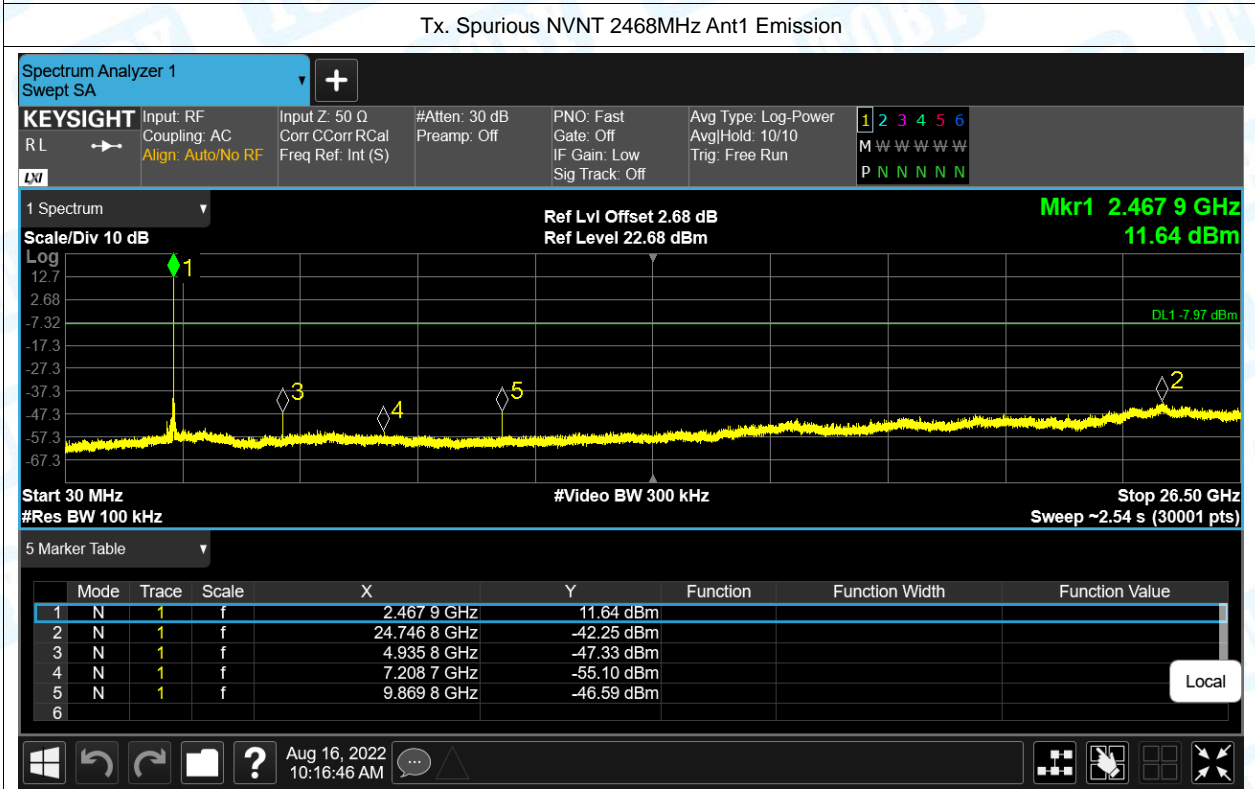 Tx. Spurious NVNT 2468MHz Ant1 Emission
Spectrum Analyzer 1
Swept SA
KEYSIGHT
RL
LXI
Input: RF
Coupling: AC
Align: Auto/No RF
Input Z: 50 Ω
Corr CCorr RCal
Freq Ref: Int (S)
#Atten: 30 dB
Preamp: Off
PNO: Fast
Gate: Off
IF Gain: Low
Sig Track: Off
Avg Type: Log-Power
Avg|Hold: 10/10
Trig: Free Run
1 2 3 4 5 6
M W W W W W
P N N N N N
1 Spectrum
Scale/Div 10 dB
Ref Lvl Offset 2.68 dB
Ref Level 22.68 dBm
Mkr1 2.467 9 GHz
11.64 dBm
Log
12.7
2.68
-7.32
-17.3
-27.3
-37.3
-47.3
-57.3
-67.3
1
3
4
5
2
DL1 -7.97 dBm
Start 30 MHz
#Video BW 300 kHz
Stop 26.50 GHz
#Res BW 100 kHz
Sweep ~2.54 s (30001 pts)
5 Marker Table
Mode Trace Scale X Y Function Function Width Function Value
1 N 1 f 2.467 9 GHz 11.64 dBm
2 N 1 f 24.746 8 GHz -42.25 dBm
3 N 1 f 4.935 8 GHz -47.33 dBm
4 N 1 f 7.208 7 GHz -55.10 dBm
5 N 1 f 9.869 8 GHz -46.59 dBm
6
Local
?
Aug 16, 2022
10:16:46 AM